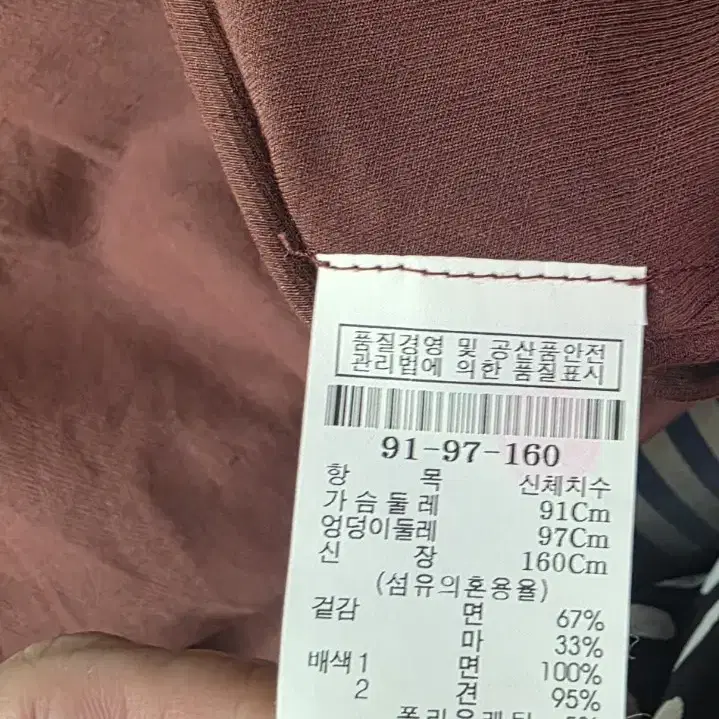 품질경영 및 공산품안전
관리법에 의한 품질표시
91-97-160
항 목 신체치수
가슴둘레 91Cm
엉덩이둘레 97Cm
신 장 160Cm
(섬유의혼용율)
겉감 면 67%
마 33%
배색1 면 100%
2 견 95%